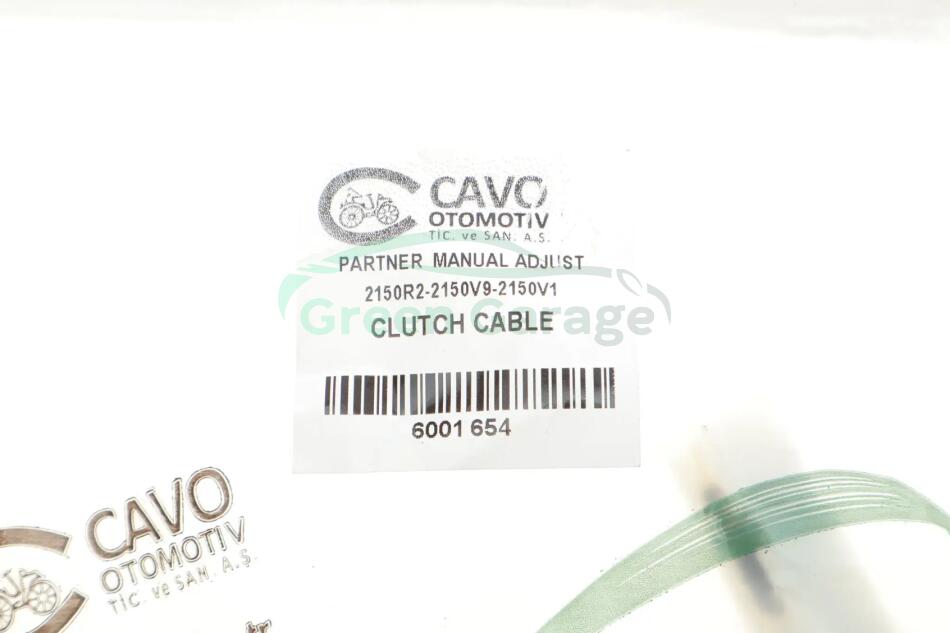 CAVO
OTOMOTIV
TİC. ve SAN. A.Ş.
PARTNER MANUAL ADJUST
2150R2-2150V9-2150V1
Green Garage
CLUTCH CABLE
6001 654
CAVO
OTOMOTIV
TİC. ve SAN. A.Ş.